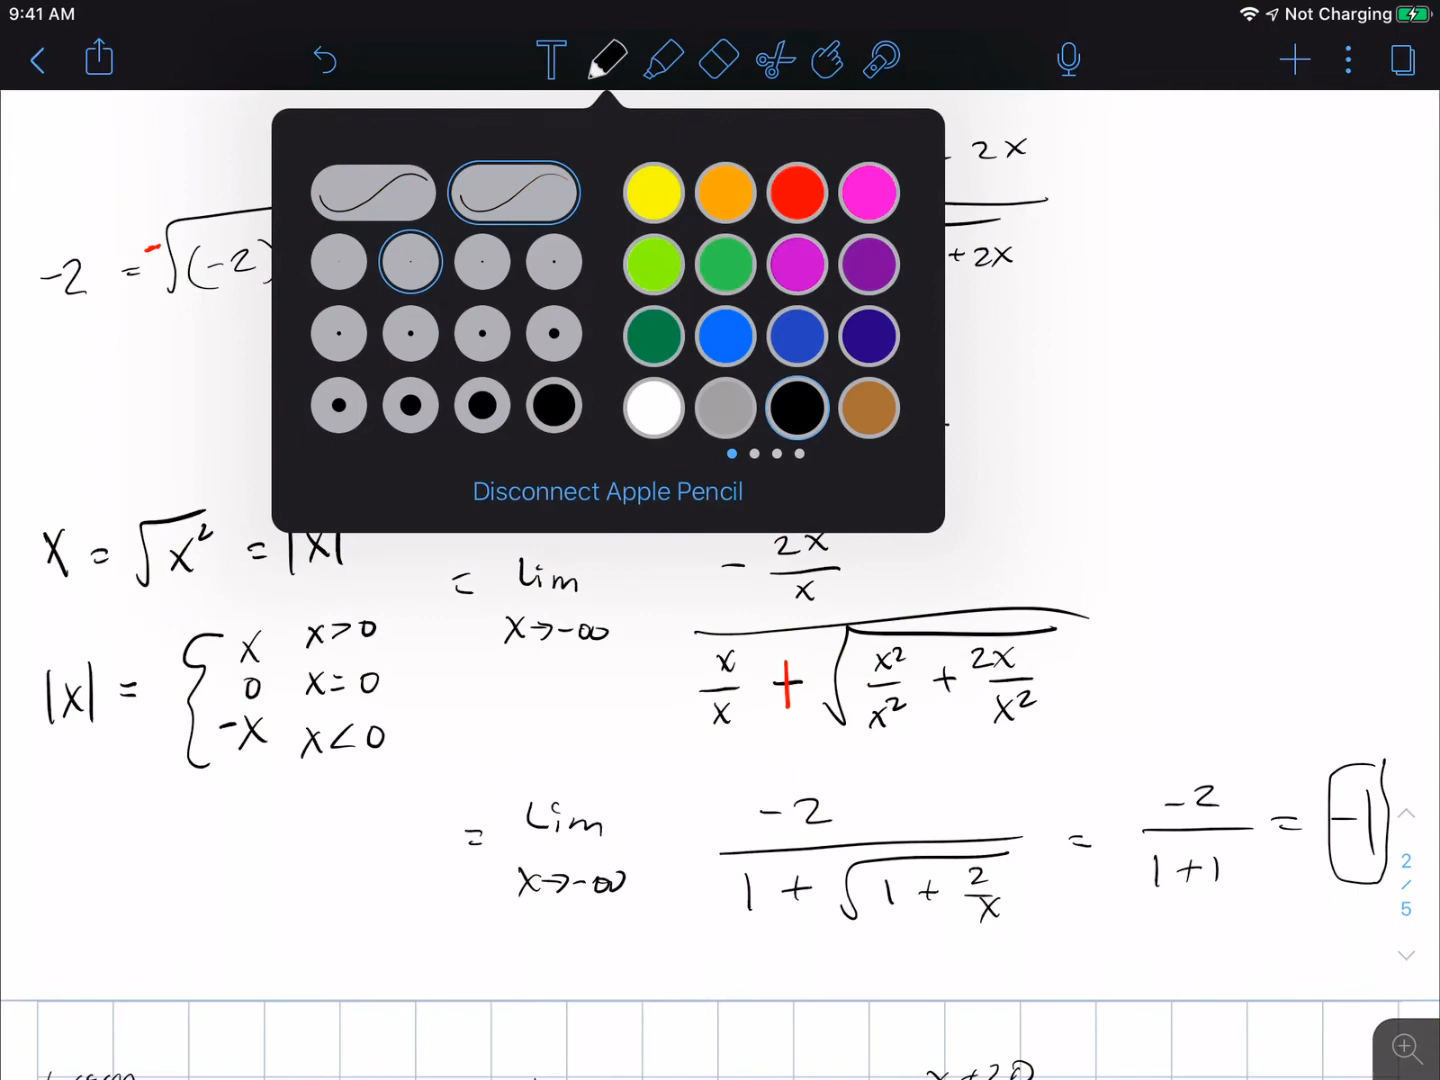 9:41 AM Not Charging
T
- 2x
-2 = -√(-2)
+ 2x
Disconnect Apple Pencil
x = √x² = |x|
= lim x→-∞ - 2x/x
x/x + √x²/x² + 2x/x²
|x| = { x x>0
0 x=0
-x x<0
= lim x→-∞ -2 / 1 + √1 + 2/x = -2 / 1+1 = -1
2 / 5
x+20